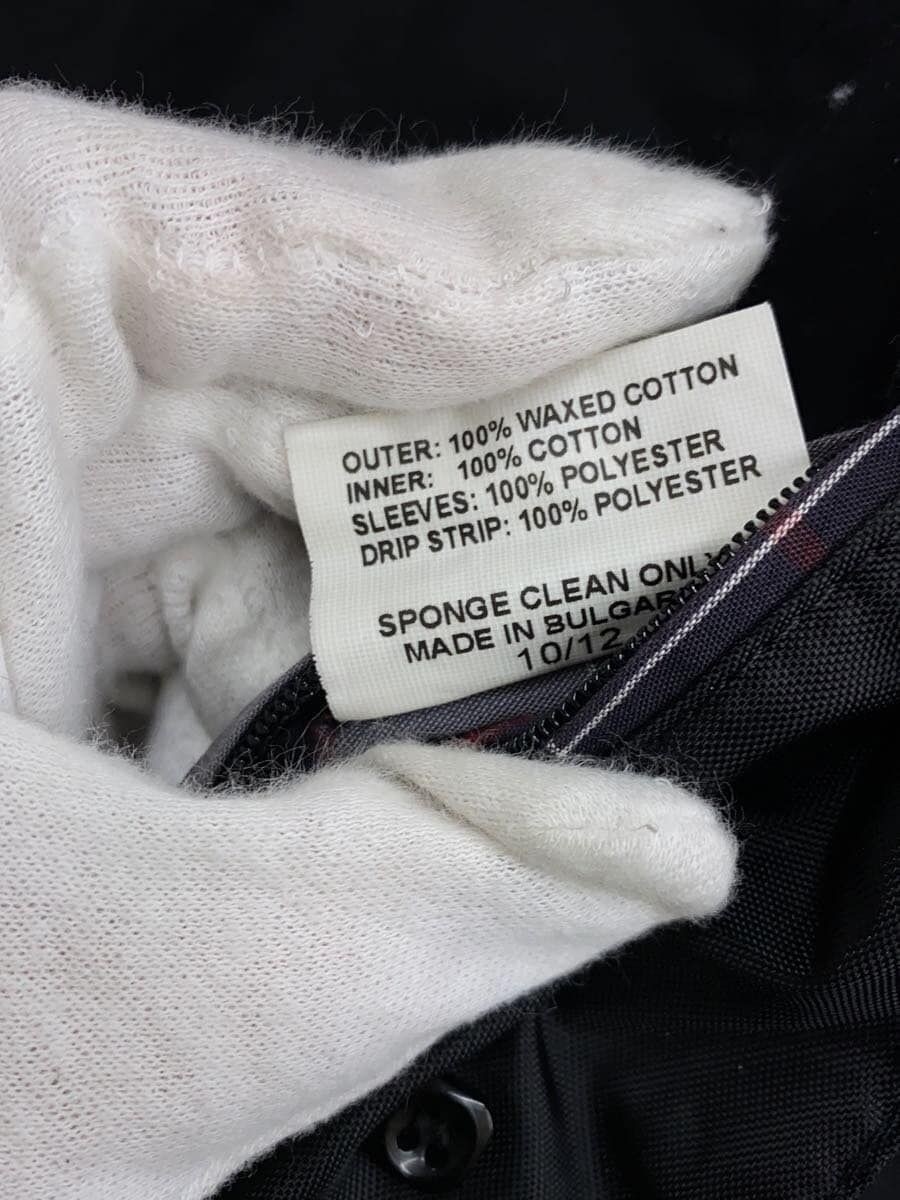 OUTER: 100% WAXED COTTON
INNER: 100% COTTON
SLEEVES: 100% POLYESTER
DRIP STRIP: 100% POLYESTER
SPONGE CLEAN ONLY
MADE IN BULGAR
10/12